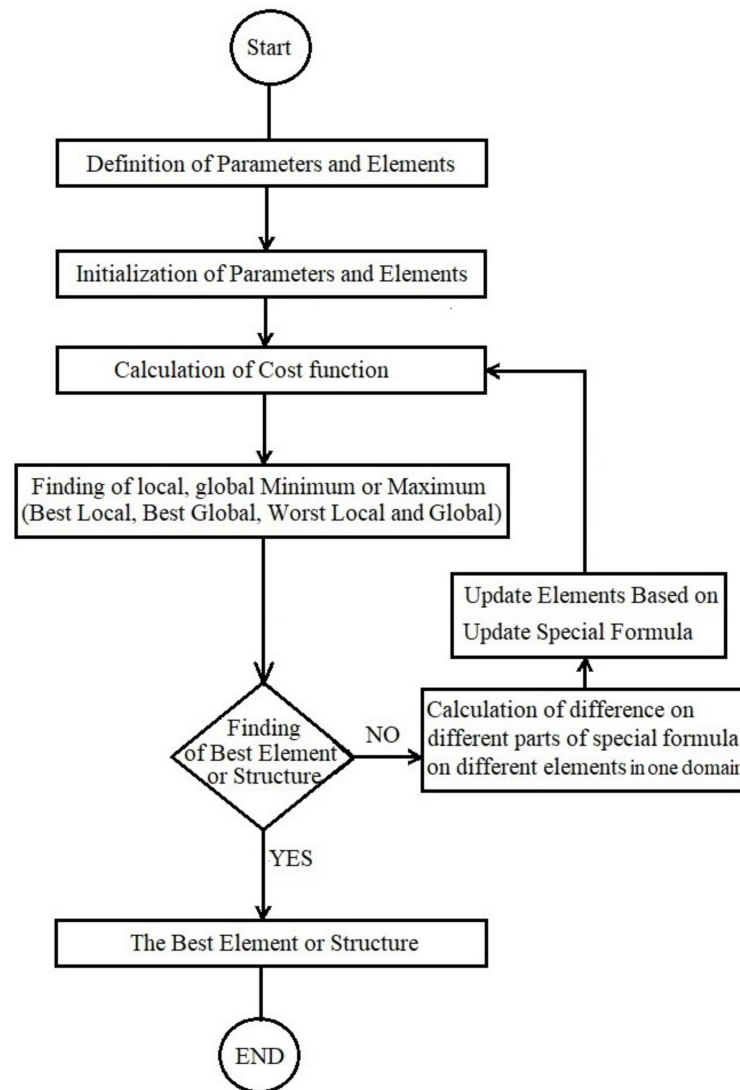 Start
Definition of Parameters and Elements
Initialization of Parameters and Elements
Calculation of Cost function
Finding of local, global Minimum or Maximum
(Best Local, Best Global, Worst Local and Global)
Update Elements Based on
Update Special Formula
Finding
of Best Element
or Structure
NO
Calculation of difference on
different parts of special formula
on different elements in one domain
YES
The Best Element or Structure
END